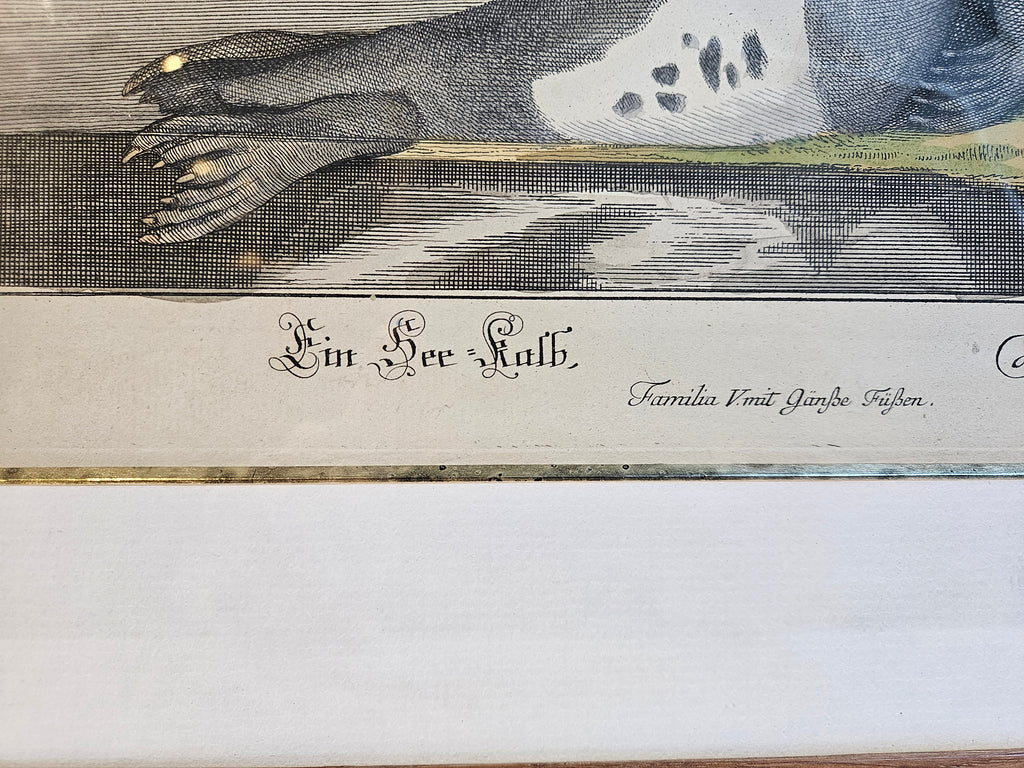 Ein See=Kalb,
Familia V. mit Gänße Füßen.